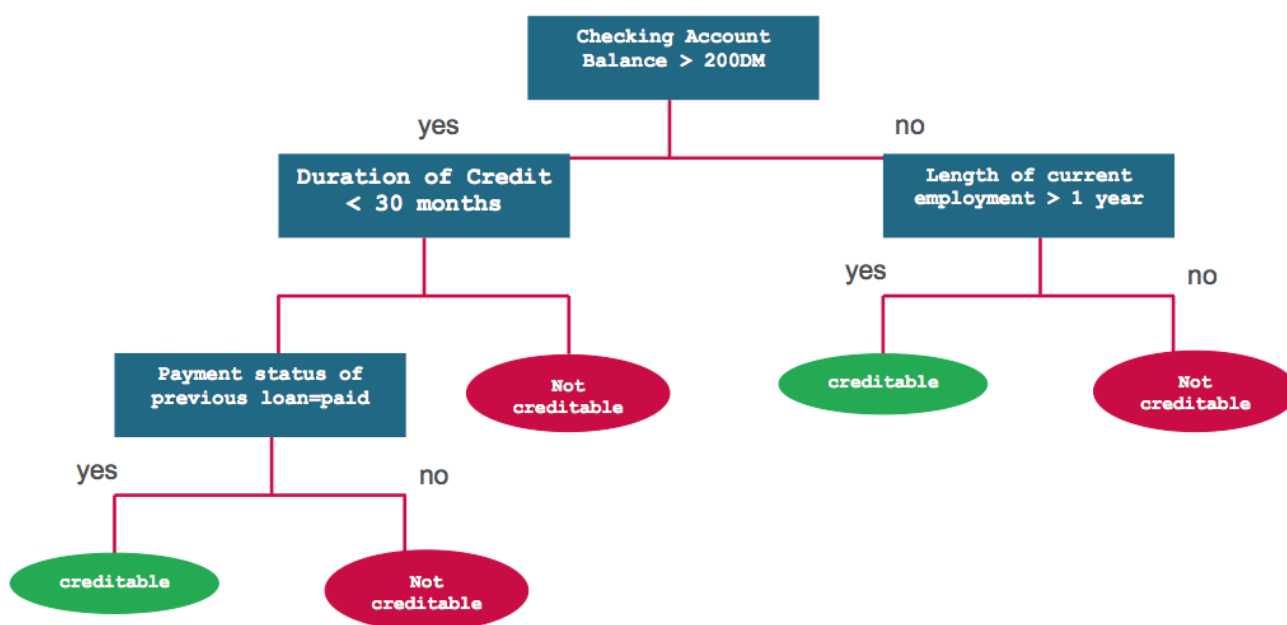 Checking Account
Balance > 200DM
yes
no
Duration of Credit
< 30 months
Length of current
employment > 1 year
yes
no
Payment status of
previous loan=paid
Not
creditable
creditable
Not
creditable
yes
no
creditable
Not
creditable